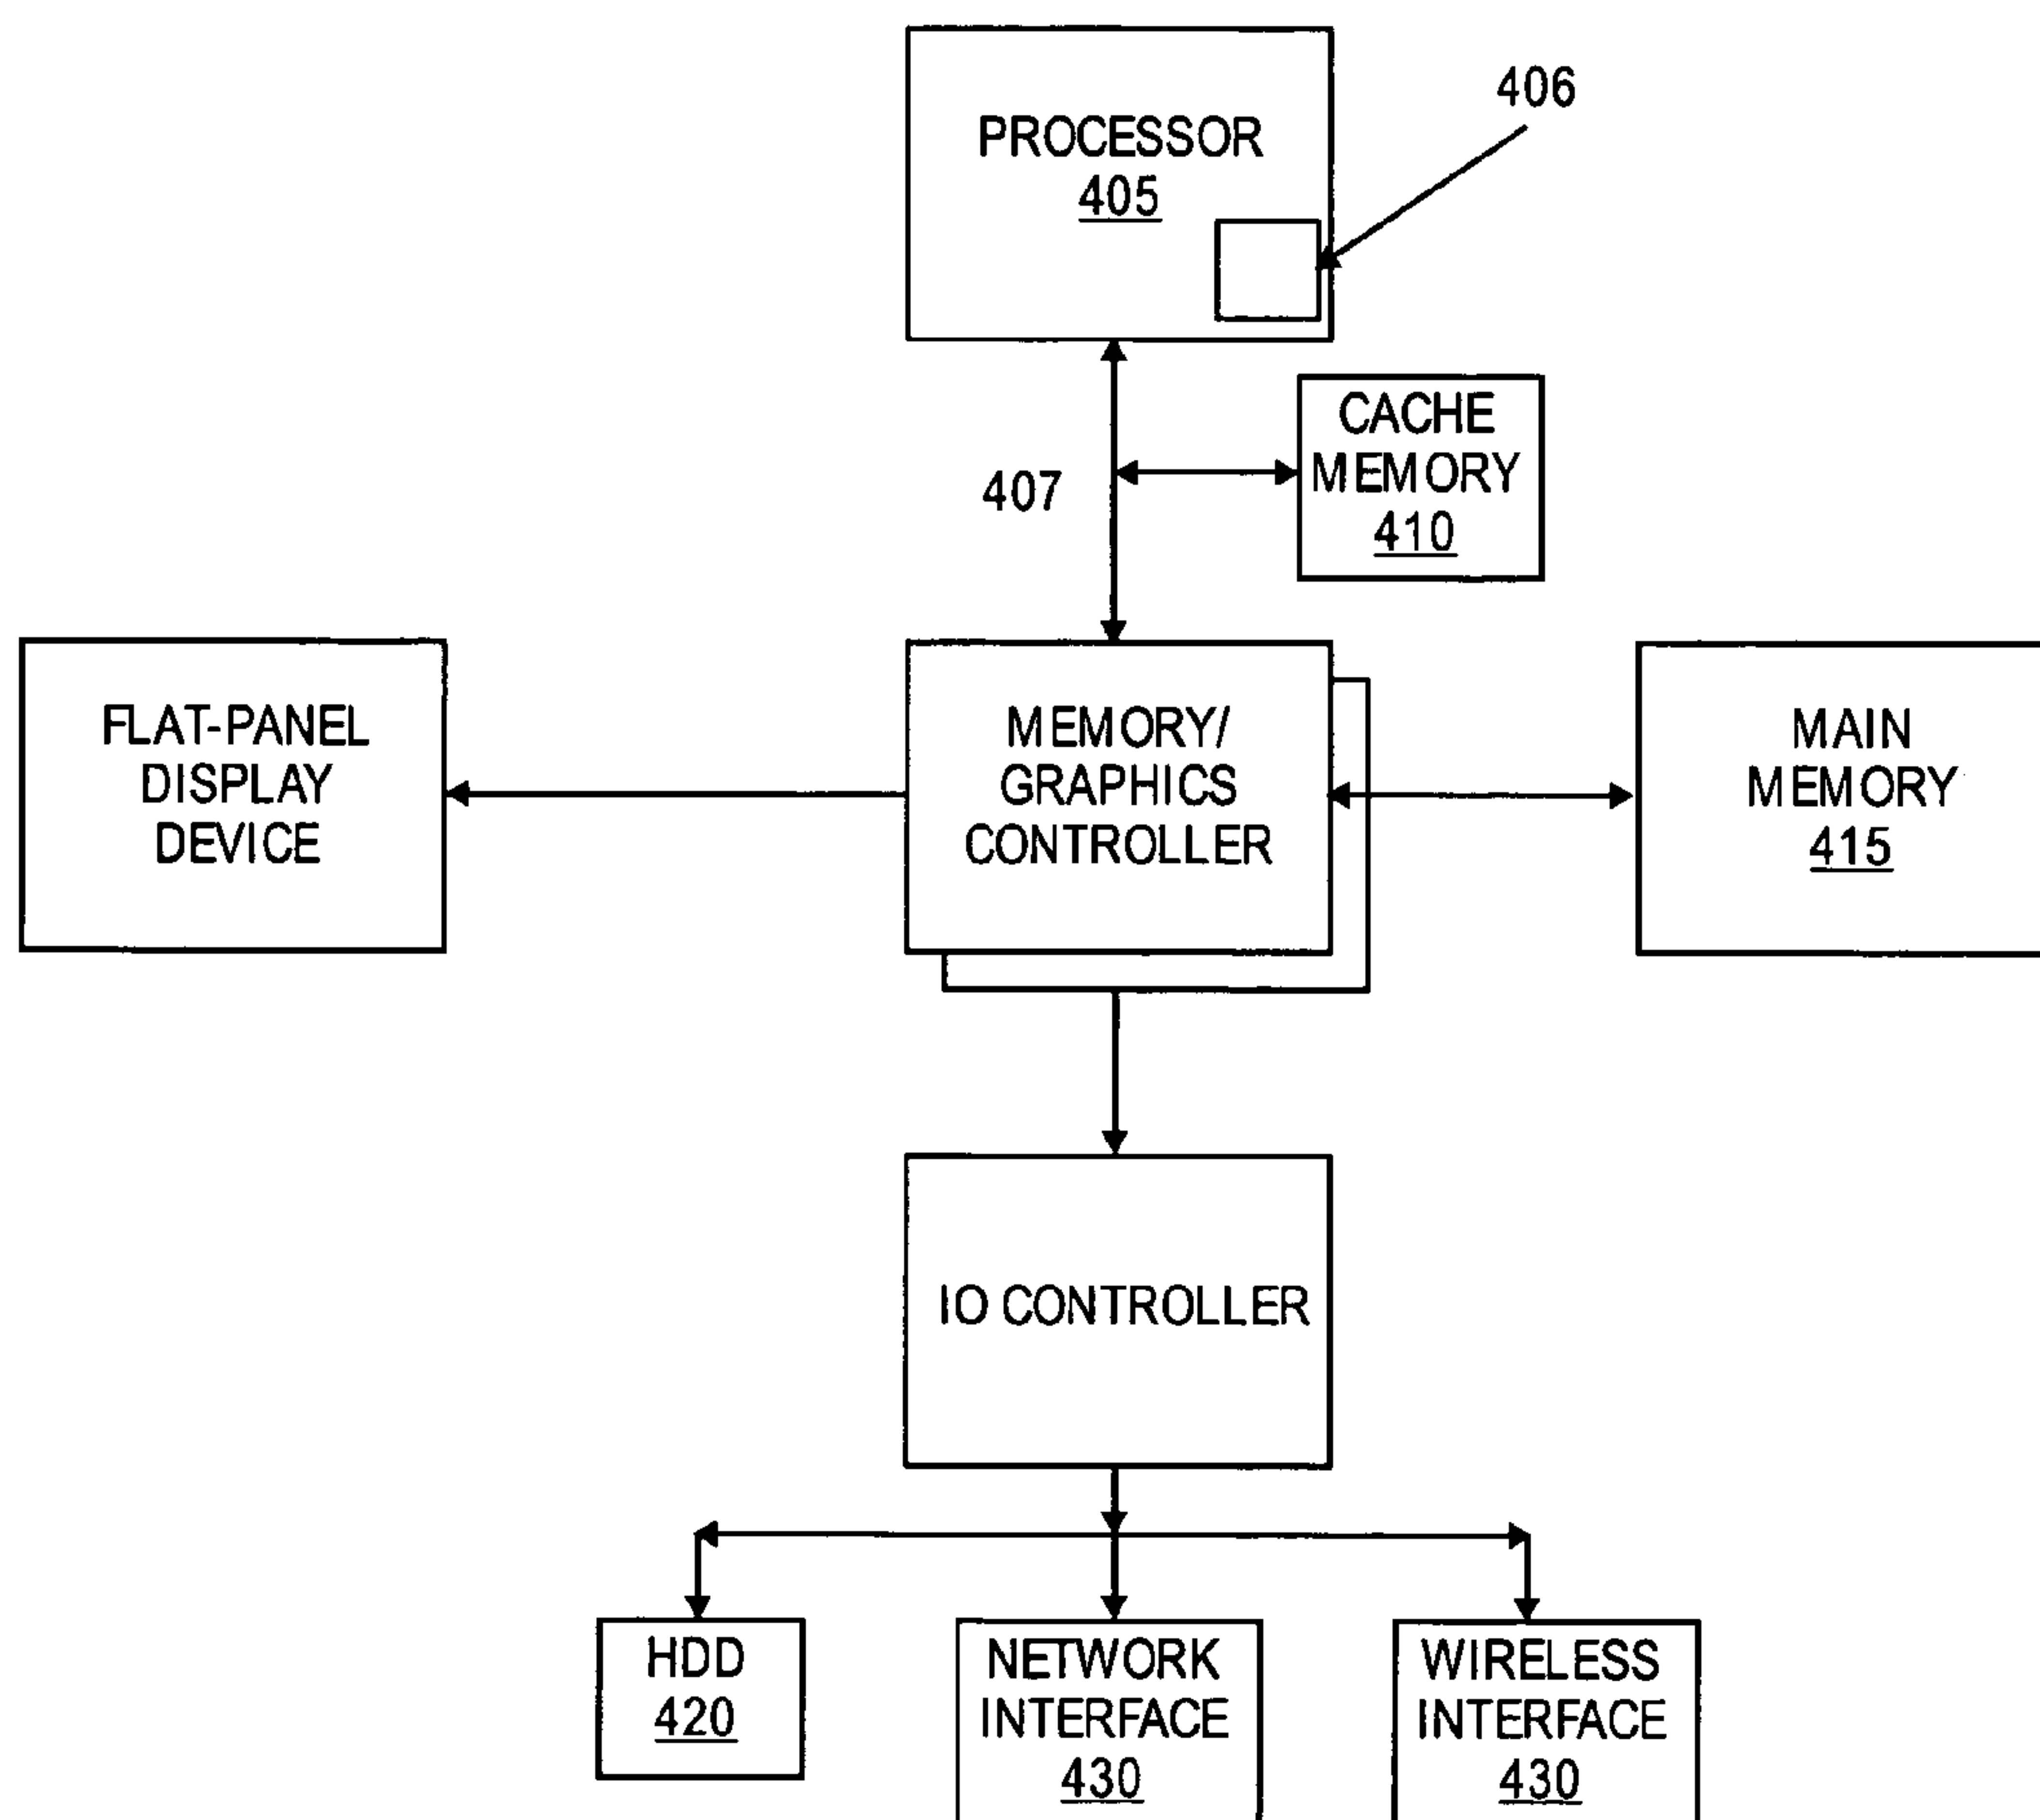 PROCESSOR
405
406
CACHE
MEMORY
410
407
FLAT-PANEL
DISPLAY
DEVICE
MEMORY/
GRAPHICS
CONTROLLER
MAIN
MEMORY
415
IO CONTROLLER
HDD
420
NETWORK
INTERFACE
430
WIRELESS
INTERFACE
430